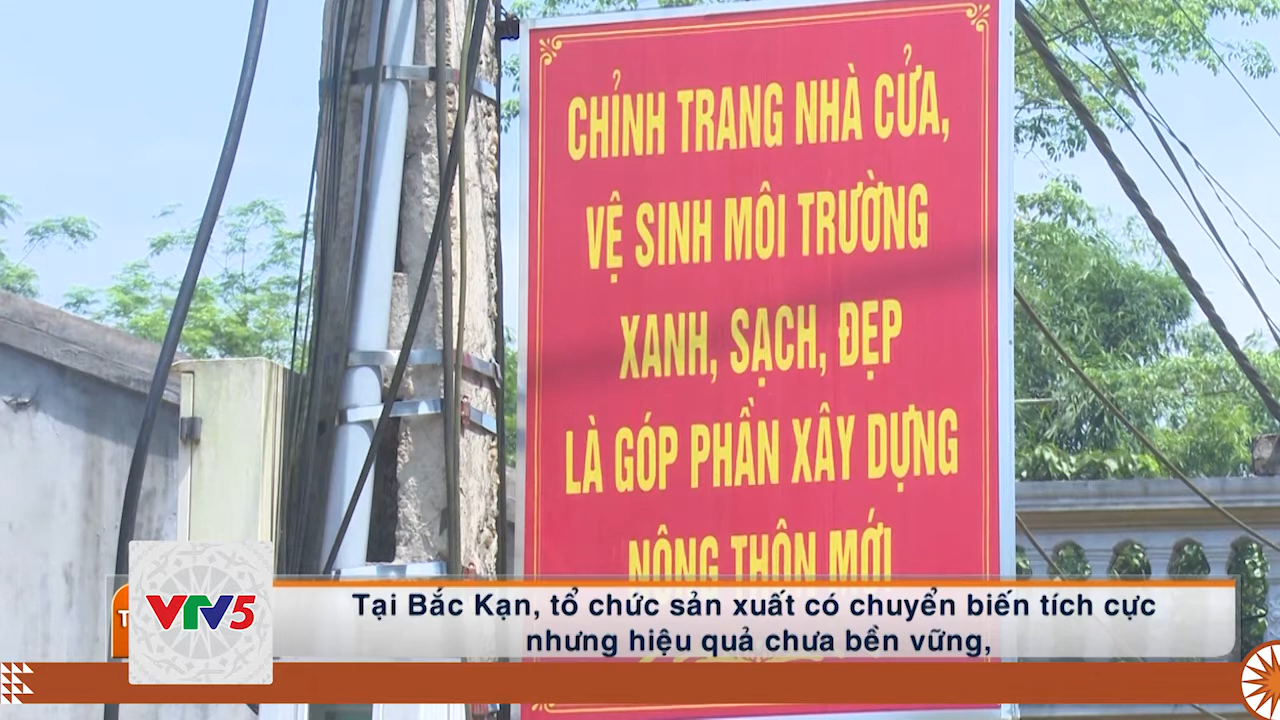 CHỈNH TRANG NHÀ CỬA,
VỆ SINH MÔI TRƯỜNG
XANH, SẠCH, ĐẸP
LÀ GÓP PHẦN XÂY DỰNG
NÔNG THÔN MỚI
VTV5
Tại Bắc Kạn, tổ chức sản xuất có chuyển biến tích cực
nhưng hiệu quả chưa bền vững,